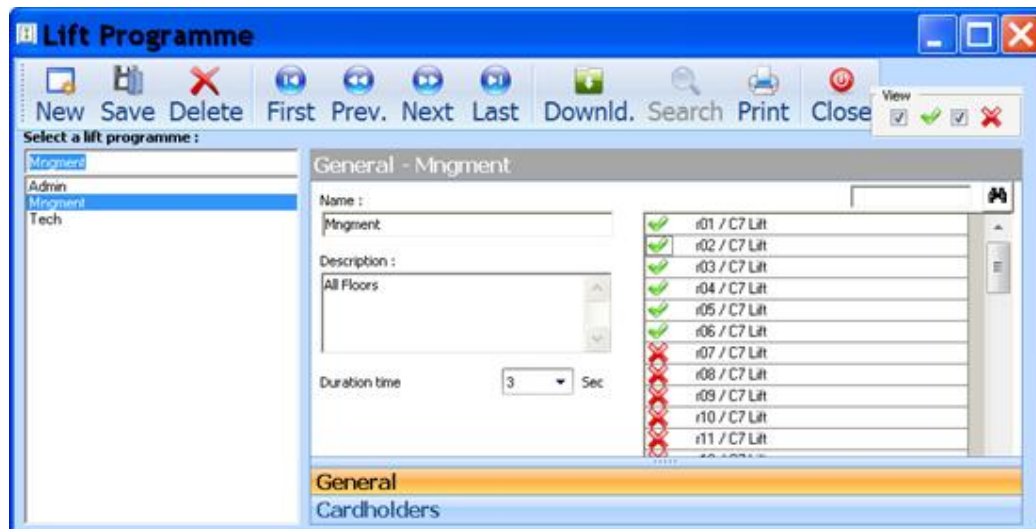 Lift Programme
New Save Delete First Prev. Next Last Downld. Search Print Close
View
Select a lift programme :
Mngment
Admin
Mngment
Tech
General - Mngment
Name :
Mngment
Description :
All Floors
Duration time 3 Sec
r01 / C7 Lift
r02 / C7 Lift
r03 / C7 Lift
r04 / C7 Lift
r05 / C7 Lift
r06 / C7 Lift
r07 / C7 Lift
r08 / C7 Lift
r09 / C7 Lift
r10 / C7 Lift
r11 / C7 Lift
General
Cardholders